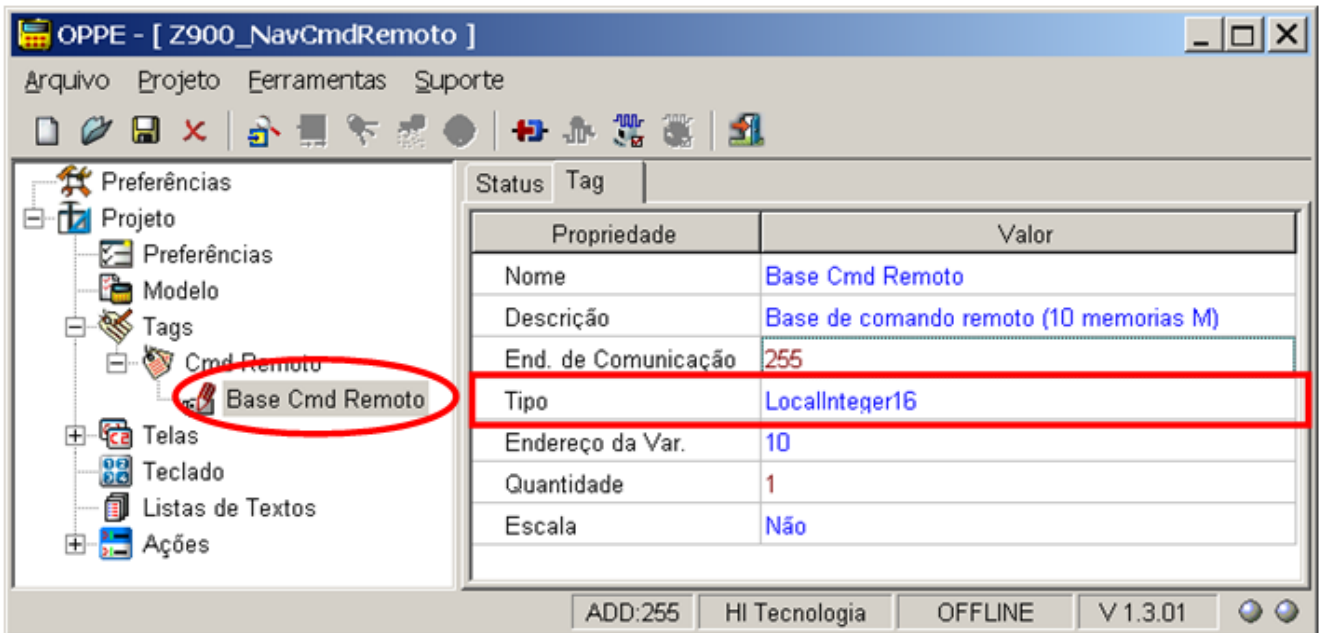 OPPE - [ Z900_NavCmdRemoto ]
Arquivo Projeto Ferramentas Suporte
Preferências
Projeto
Preferências
Modelo
Tags
Cmd Remoto
Base Cmd Remoto
Telas
Teclado
Listas de Textos
Ações
Status Tag
Propriedade Valor
Nome Base Cmd Remoto
Descrição Base de comando remoto (10 memorias M)
End. de Comunicação 255
Tipo LocalInteger16
Endereço da Var. 10
Quantidade 1
Escala Não
ADD:255 HI Tecnologia OFFLINE V 1.3.01